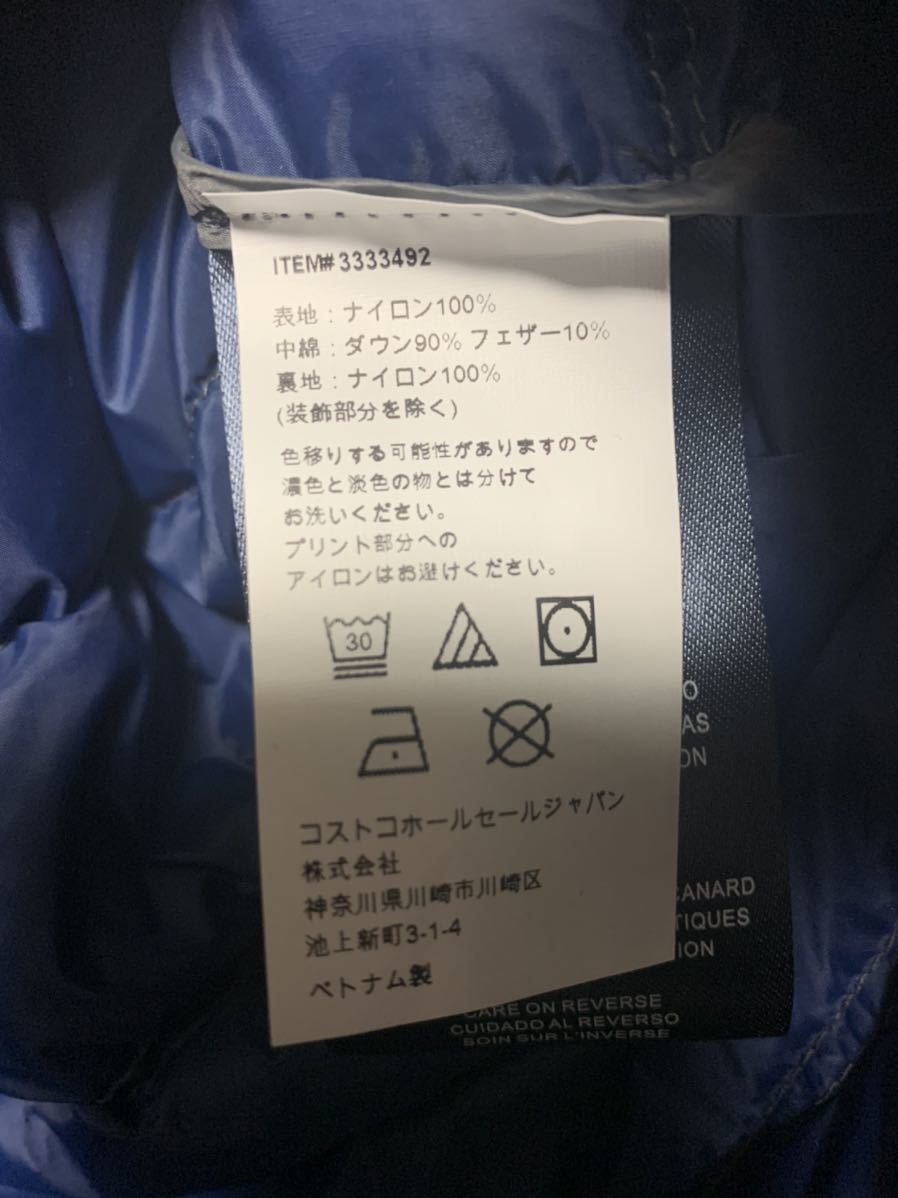 ITEM#3333492
表地：ナイロン100%
中綿：ダウン90% フェザー10%
裏地：ナイロン100%
(装飾部分を除く)
色移りする可能性がありますので
濃色と淡色の物とは分けて
お洗いください。
プリント部分への
アイロンはお避けください。
30
コストコホールセールジャパン
株式会社
神奈川県川崎市川崎区
池上新町3-1-4
ベトナム製
O
AS
ON
CANARD
TIQUES
ION
CARE ON REVERSE
CUIDADO AL REVERSO
SOIN SUR L'INVERSE